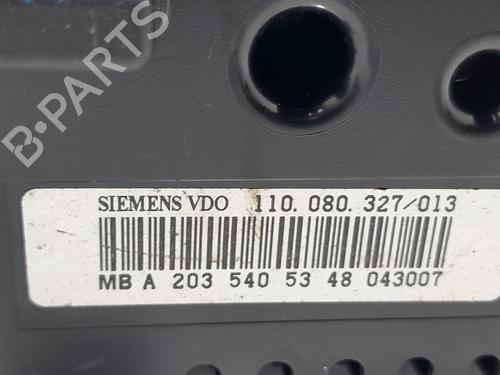 B-PARTS
SIEMENS VDO 110.080.327/013
MB A 203 540 53 48 043007